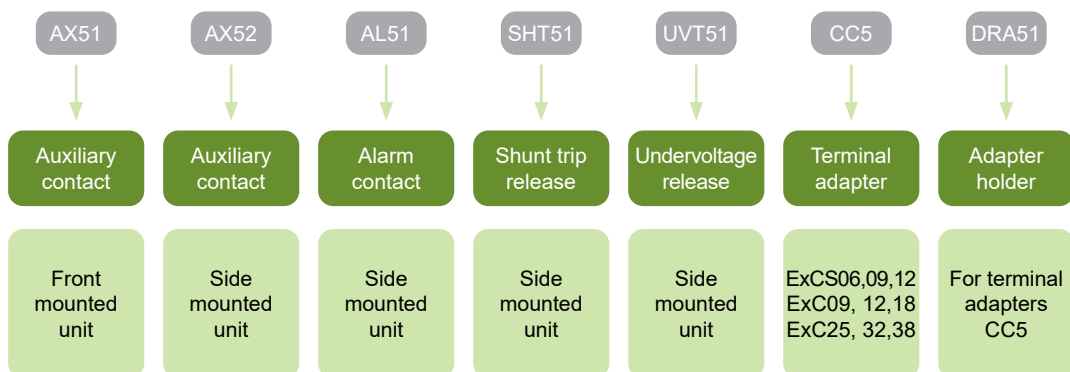 AX51
AX52
AL51
SHT51
UVT51
CC5
DRA51
Auxiliary
contact
Auxiliary
contact
Alarm
contact
Shunt trip
release
Undervoltage
release
Terminal
adapter
Adapter
holder
Front
mounted
unit
Side
mounted
unit
Side
mounted
unit
Side
mounted
unit
Side
mounted
unit
ExCS06,09,12
ExC09, 12,18
ExC25, 32,38
For terminal
adapters
CC5